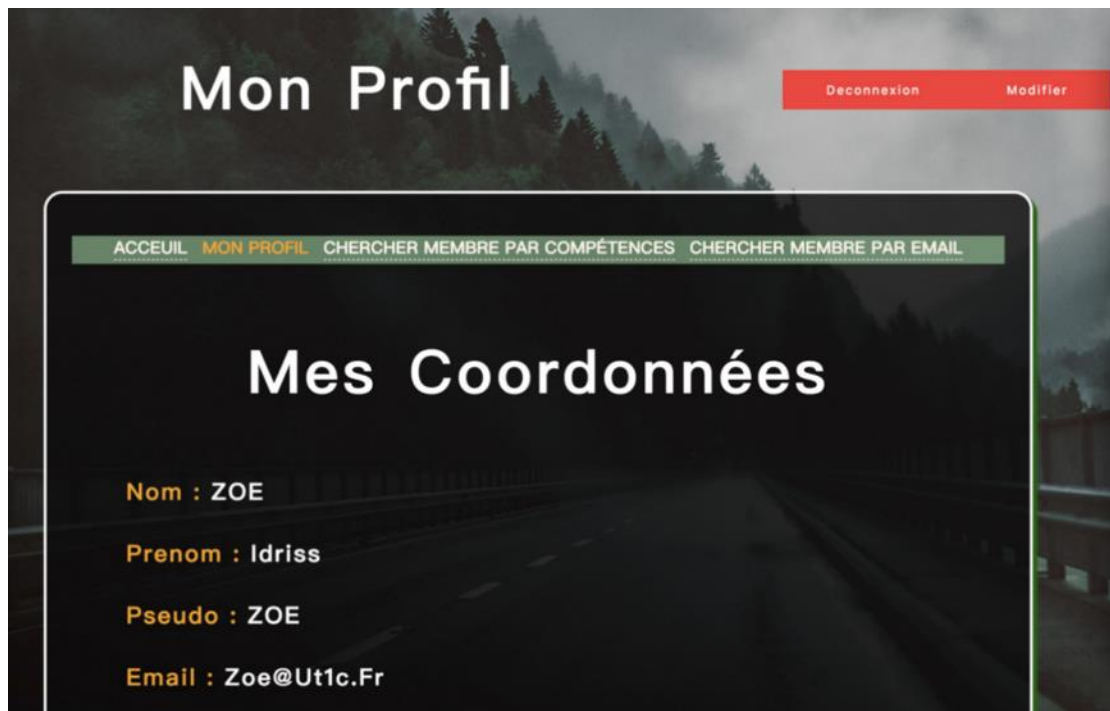 Mon Profil
Deconnexion Modifier
ACCEUIL MON PROFIL CHERCHER MEMBRE PAR COMPÉTENCES CHERCHER MEMBRE PAR EMAIL
Mes Coordonnées
Nom : ZOE
Prenom : Idriss
Pseudo : ZOE
Email : Zoe@Ut1c.Fr